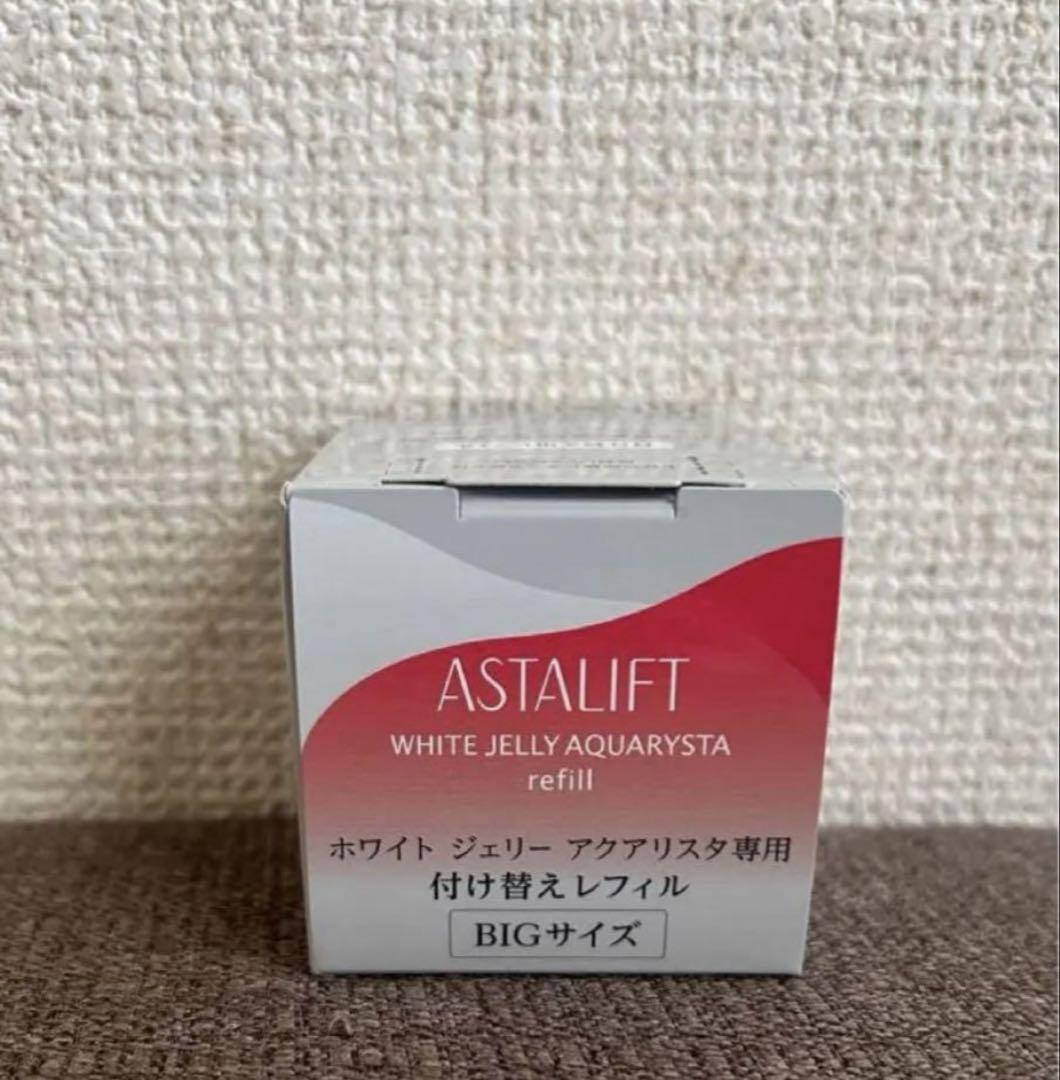 ASTALIFT
WHITE JELLY AQUARYSTA
refill
ホワイト ジェリー アクアリスタ専用
付け替えレフィル
BIGサイズ